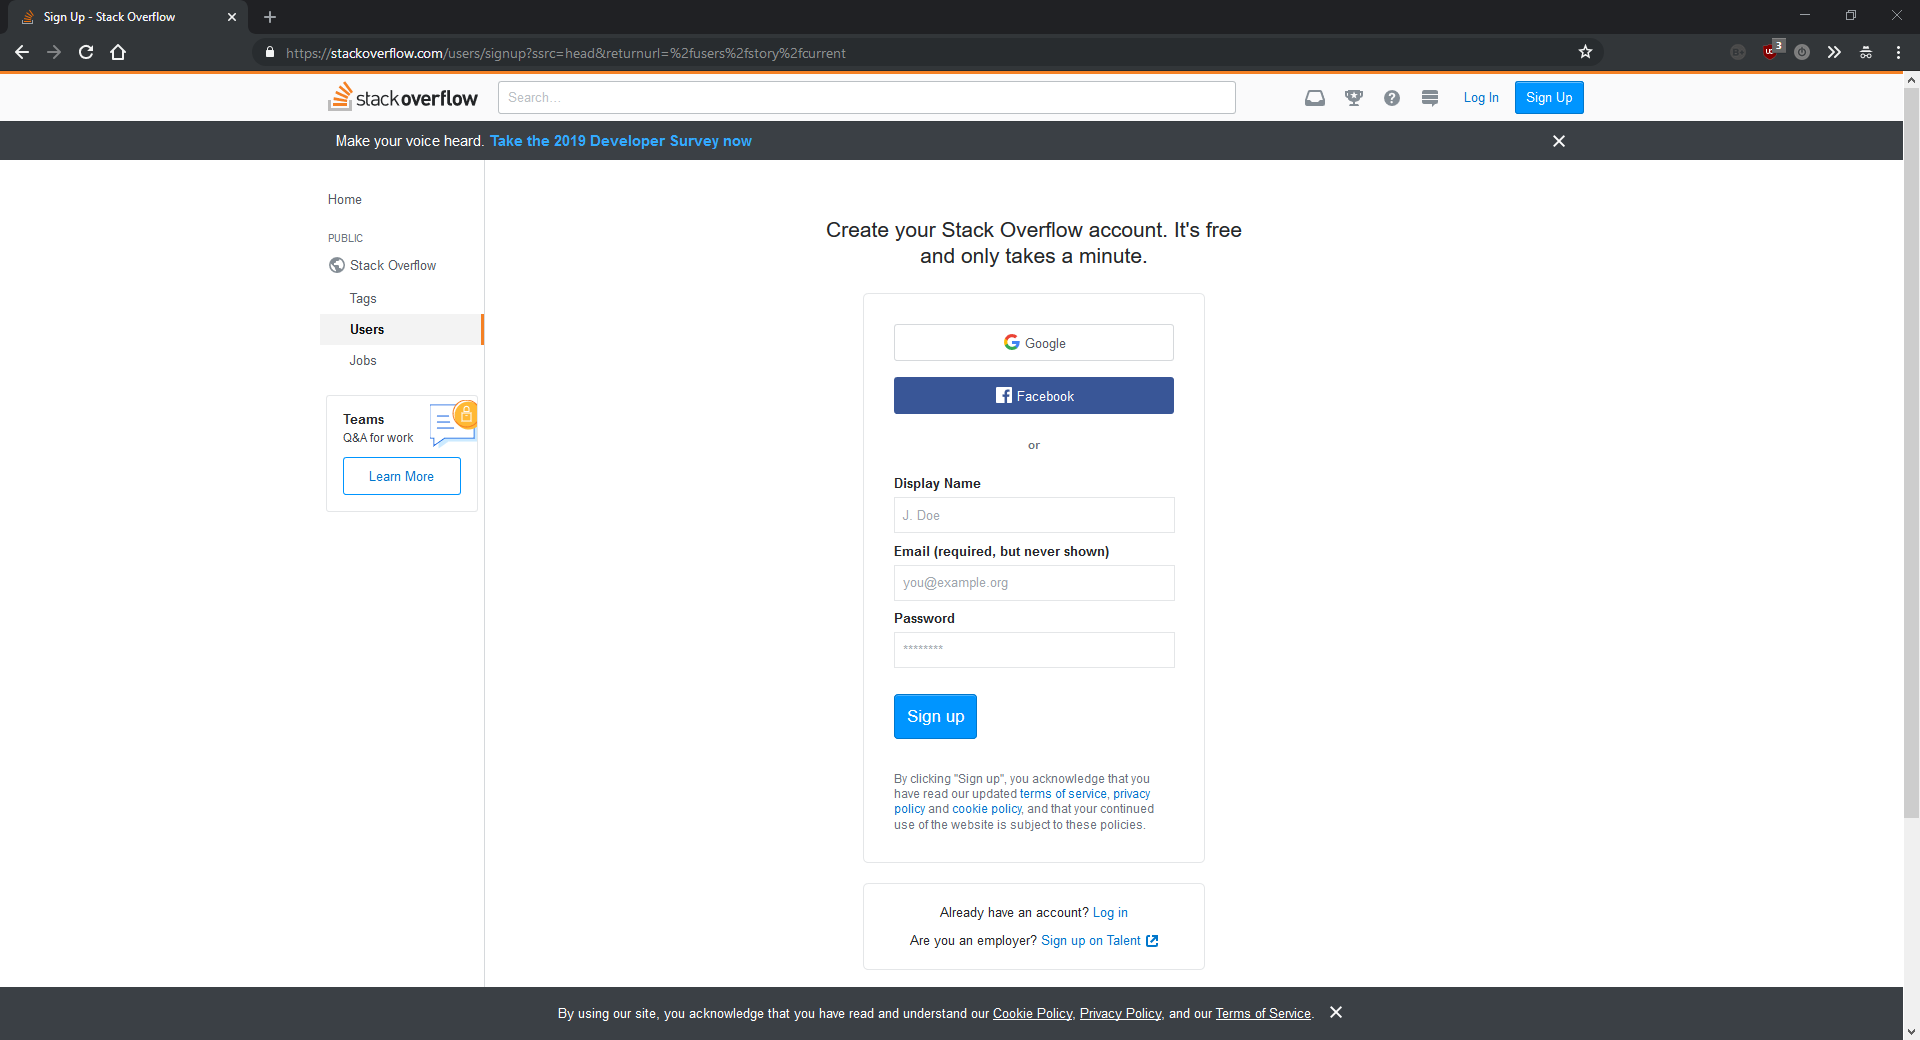 Sign Up - Stack Overflow
https://stackoverflow.com/users/signup?ssrc=head&returnurl=%2fusers%2fstory%2fcurrent
3
stackoverflow
Search...
Log In
Sign Up
Make your voice heard. Take the 2019 Developer Survey now
Home
PUBLIC
Stack Overflow
Tags
Users
Jobs
Teams
Q&A for work
Learn More
Create your Stack Overflow account. It's free
and only takes a minute.
Google
Facebook
or
Display Name
J. Doe
Email (required, but never shown)
you@example.org
Password
********
Sign up
By clicking "Sign up", you acknowledge that you
have read our updated terms of service, privacy
policy and cookie policy, and that your continued
use of the website is subject to these policies.
Already have an account? Log in
Are you an employer? Sign up on Talent
By using our site, you acknowledge that you have read and understand our Cookie Policy, Privacy Policy, and our Terms of Service.